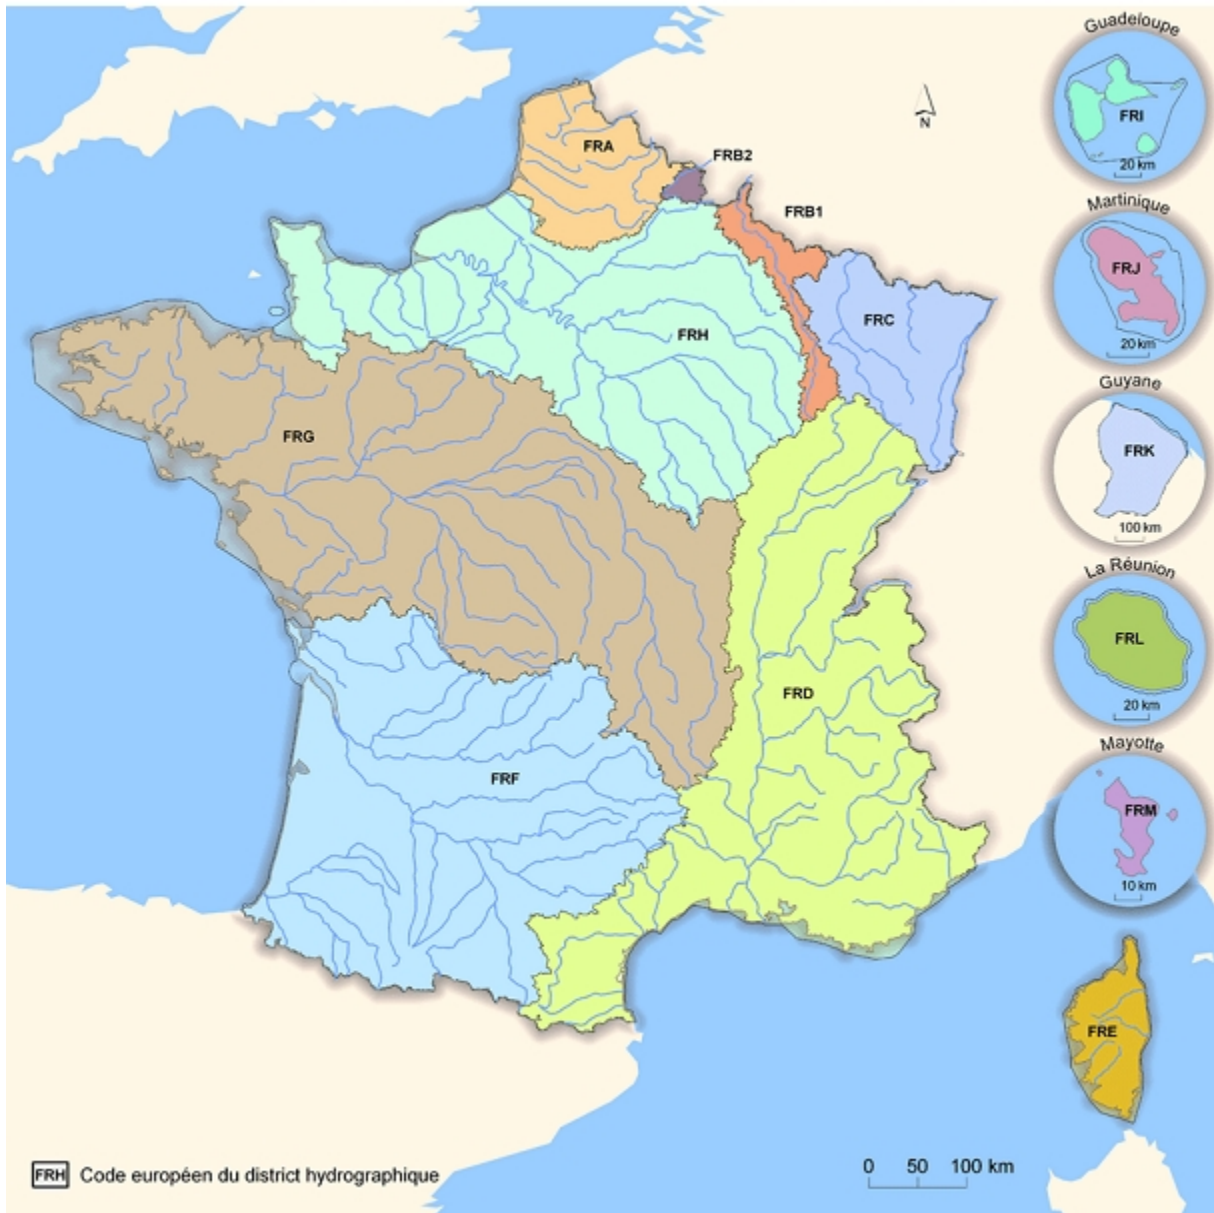 Guadeloupe
FRI
20 km
Martinique
FRJ
20 km
Guyane
FRK
100 km
La Réunion
FRL
20 km
Mayotte
FRM
10 km
FRE
N
FRA
FRB2
FRB1
FRC
FRH
FRG
FRD
FRF
FRH Code européen du district hydrographique
0 50 100 km